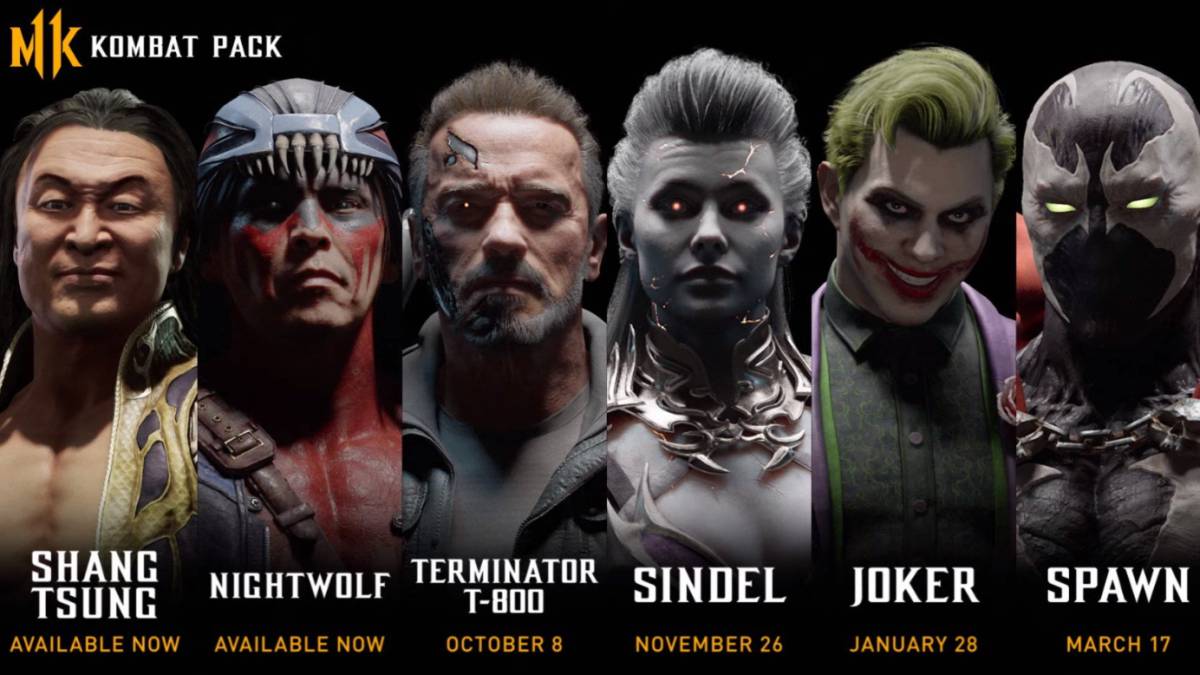 MK KOMBAT PACK
SHANG
TSUNG
AVAILABLE NOW
NIGHTWOLF
AVAILABLE NOW
TERMINATOR
T-800
OCTOBER 8
SINDEL
NOVEMBER 26
JOKER
JANUARY 28
SPAWN
MARCH 17